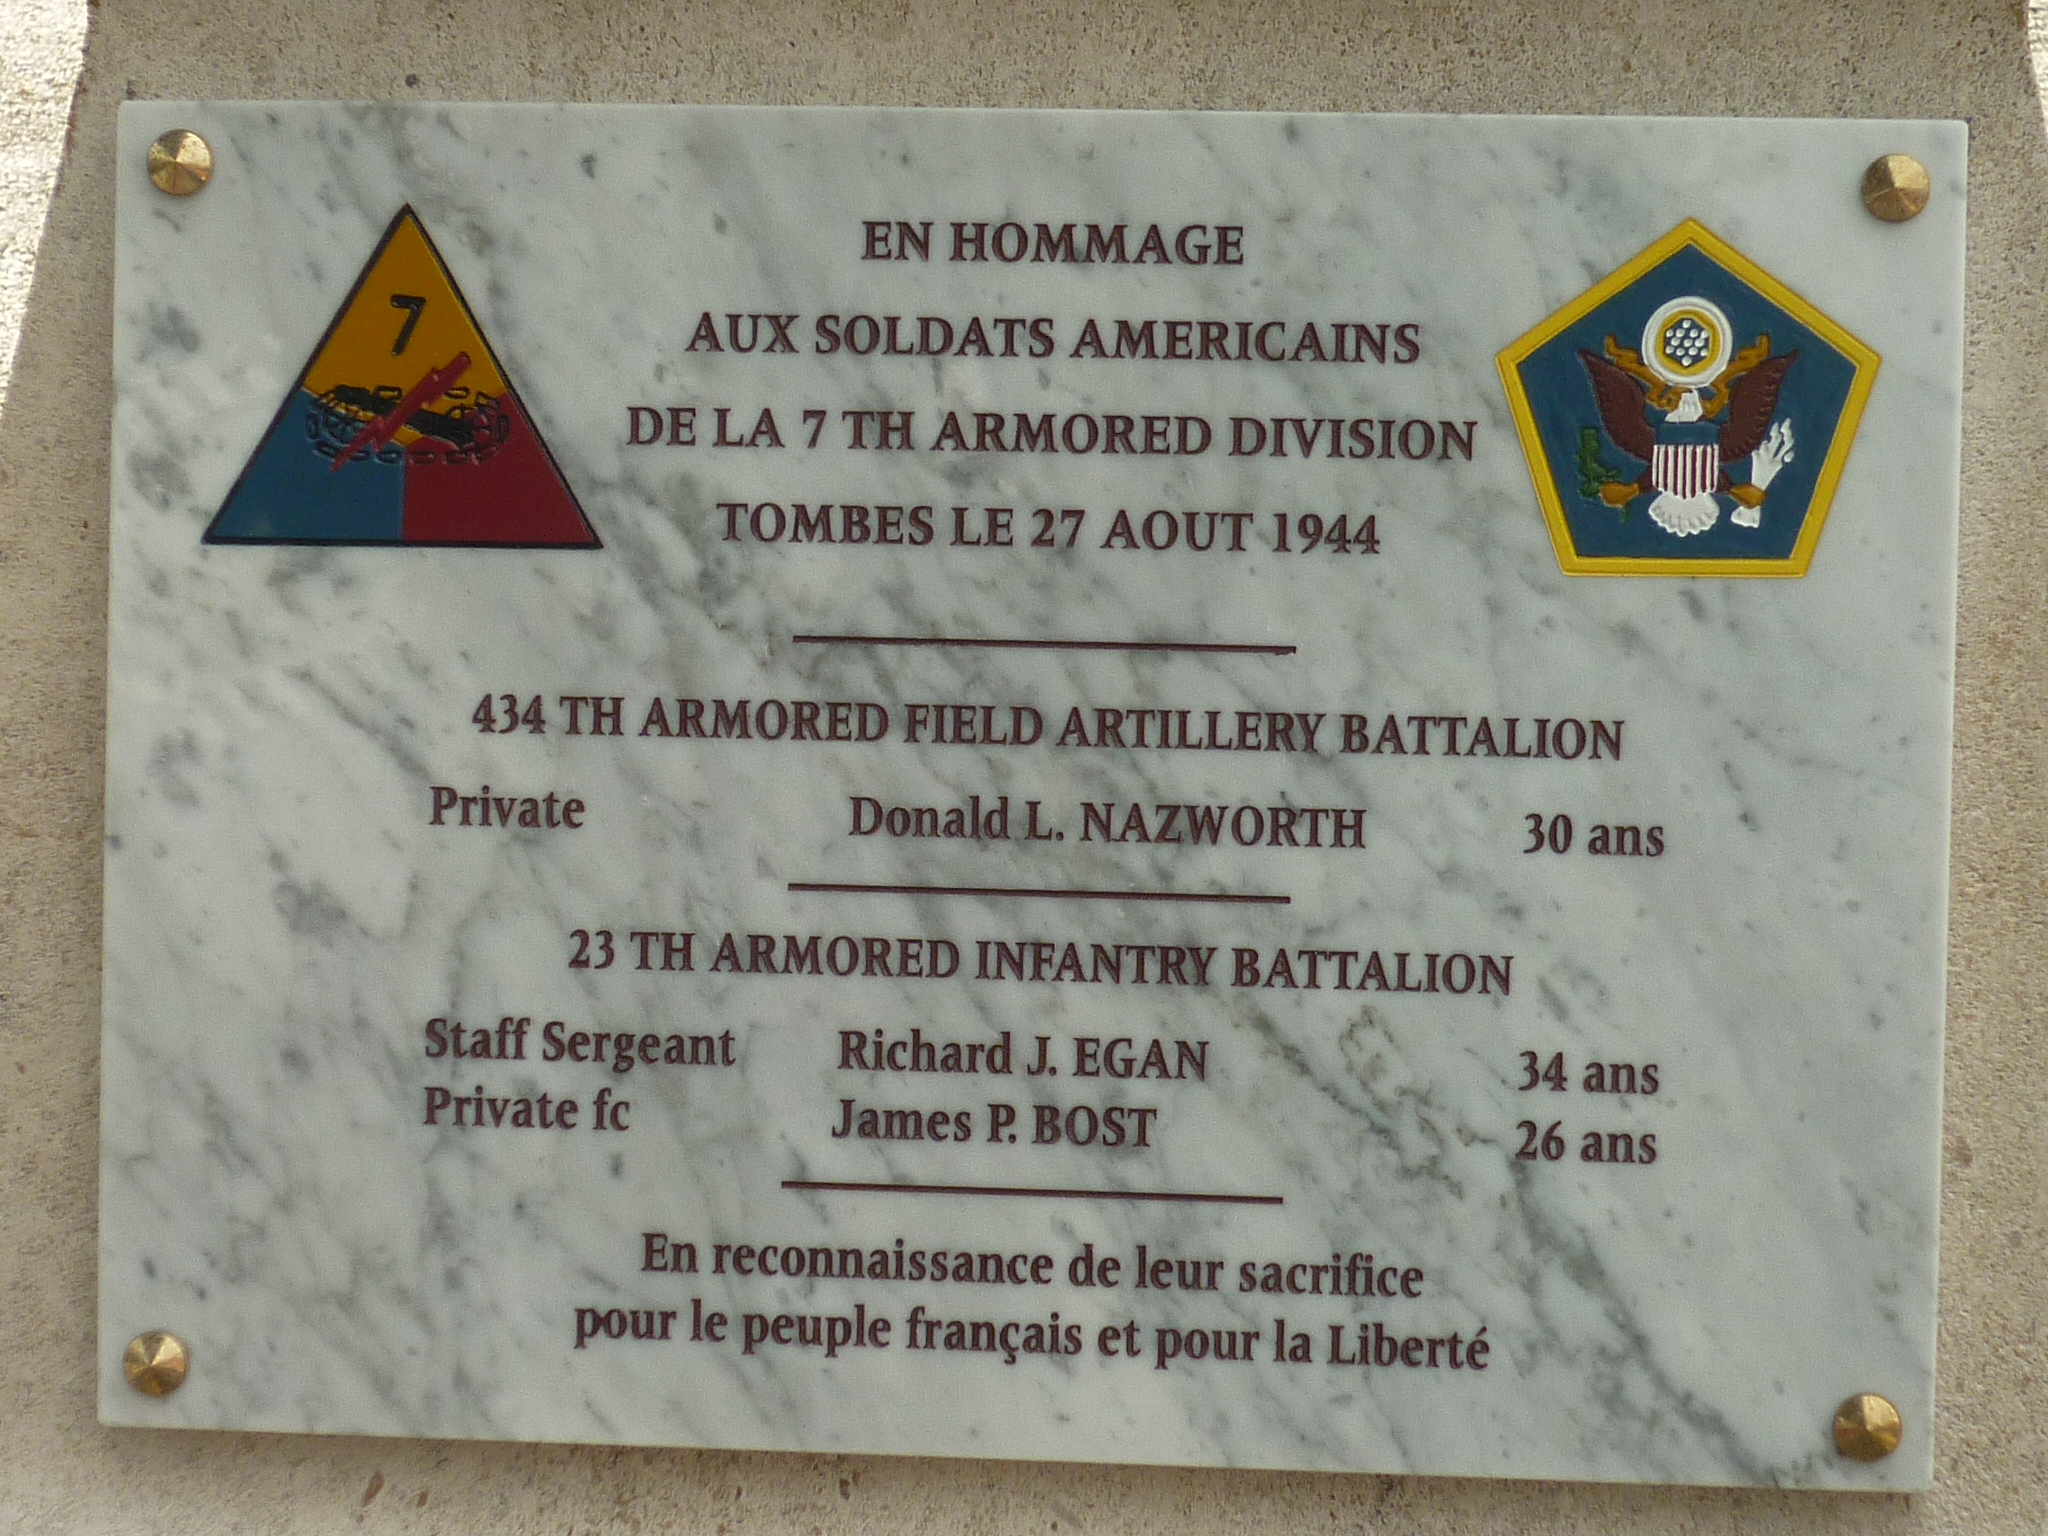 7
EN HOMMAGE
AUX SOLDATS AMERICAINS
DE LA 7 TH ARMORED DIVISION
TOMBES LE 27 AOUT 1944
434 TH ARMORED FIELD ARTILLERY BATTALION
Private Donald L. NAZWORTH 30 ans
23 TH ARMORED INFANTRY BATTALION
Staff Sergeant Richard J. EGAN 34 ans
Private fc James P. BOST 26 ans
En reconnaissance de leur sacrifice
pour le peuple français et pour la Liberté